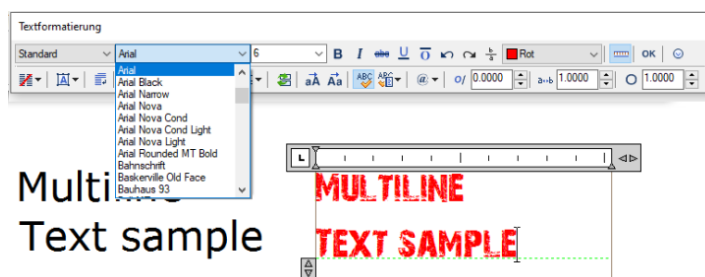 Textformatierung
Standard Arial 6 B I abc U O Rot OK
ABC @ O/ 0.0000 a↔b 1.0000 O 1.0000
Arial
Arial Black
Arial Narrow
Arial Nova
Arial Nova Cond
Arial Nova Cond Light
Arial Nova Light
Arial Rounded MT Bold
Bahnschrift
Baskerville Old Face
Bauhaus 93
L
MULTILINE
Text sample
TEXT SAMPLE